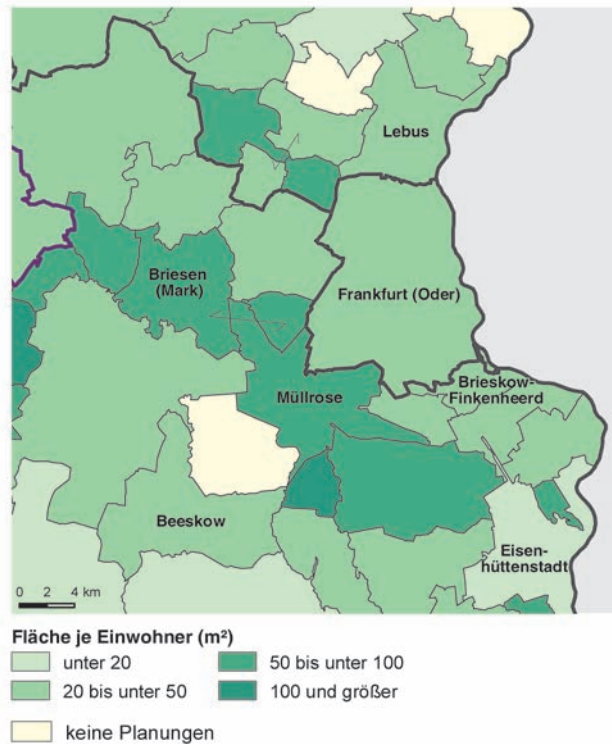 Lebus
Briesen
(Mark)
Frankfurt (Oder)
Brieskow-
Finkenheerd
Müllrose
Beeskow
Eisen-
hüttenstadt
0 2 4 km
Fläche je Einwohner (m²)
unter 20
50 bis unter 100
20 bis unter 50
100 und größer
keine Planungen